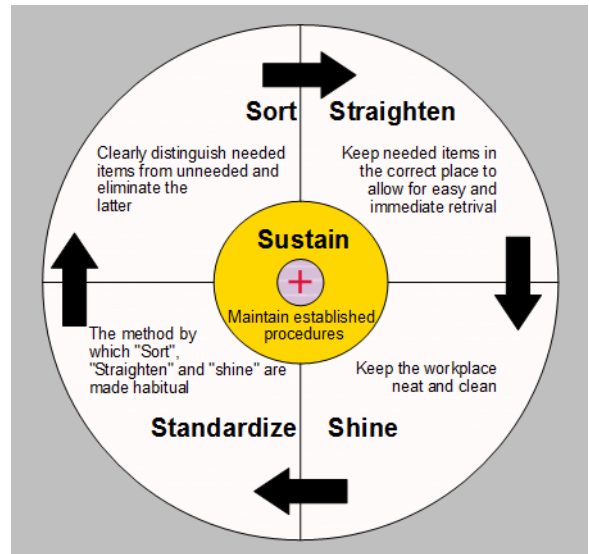 Sort
Clearly distinguish needed
items from unneeded and
eliminate the
latter
Straighten
Keep needed items in
the correct place to
allow for easy and
immediate retrival
Sustain
Maintain established
procedures
Keep the workplace
neat and clean
Shine
The method by
which "Sort",
"Straighten" and "shine" are
made habitual
Standardize